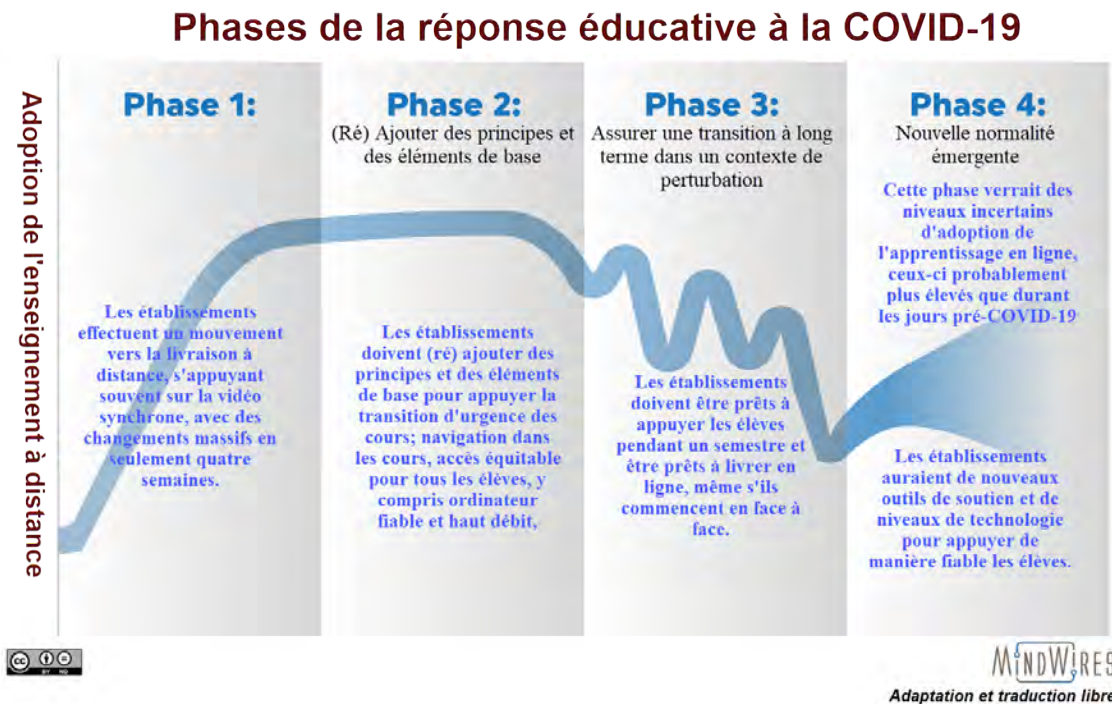 Phases de la réponse éducative à la COVID-19
Adoption de l'enseignement à distance
Phase 1:
Les établissements
effectuent un mouvement
vers la livraison à
distance, s'appuyant
souvent sur la vidéo
synchrone, avec des
changements massifs en
seulement quatre
semaines.
Phase 2:
(Ré) Ajouter des principes et
des éléments de base
Les établissements
doivent (ré) ajouter des
principes et des éléments
de base pour appuyer la
transition d'urgence des
cours; navigation dans
les cours, accès équitable
pour tous les élèves, y
compris ordinateur
fiable et haut débit,
Phase 3:
Assurer une transition à long
terme dans un contexte de
perturbation
Les établissements
doivent être prêts à
appuyer les élèves
pendant un semestre et
être prêts à livrer en
ligne, même s'ils
commencent en face à
face.
Phase 4:
Nouvelle normalité
émergente
Cette phase verrait des
niveaux incertains
d'adoption de
l'apprentissage en ligne,
ceux-ci probablement
plus élevés que durant
les jours pré-COVID-19
Les établissements
auraient de nouveaux
outils de soutien et de
niveaux de technologie
pour appuyer de
manière fiable les élèves.
cc
BY
MINDWIRES
Adaptation et traduction libre